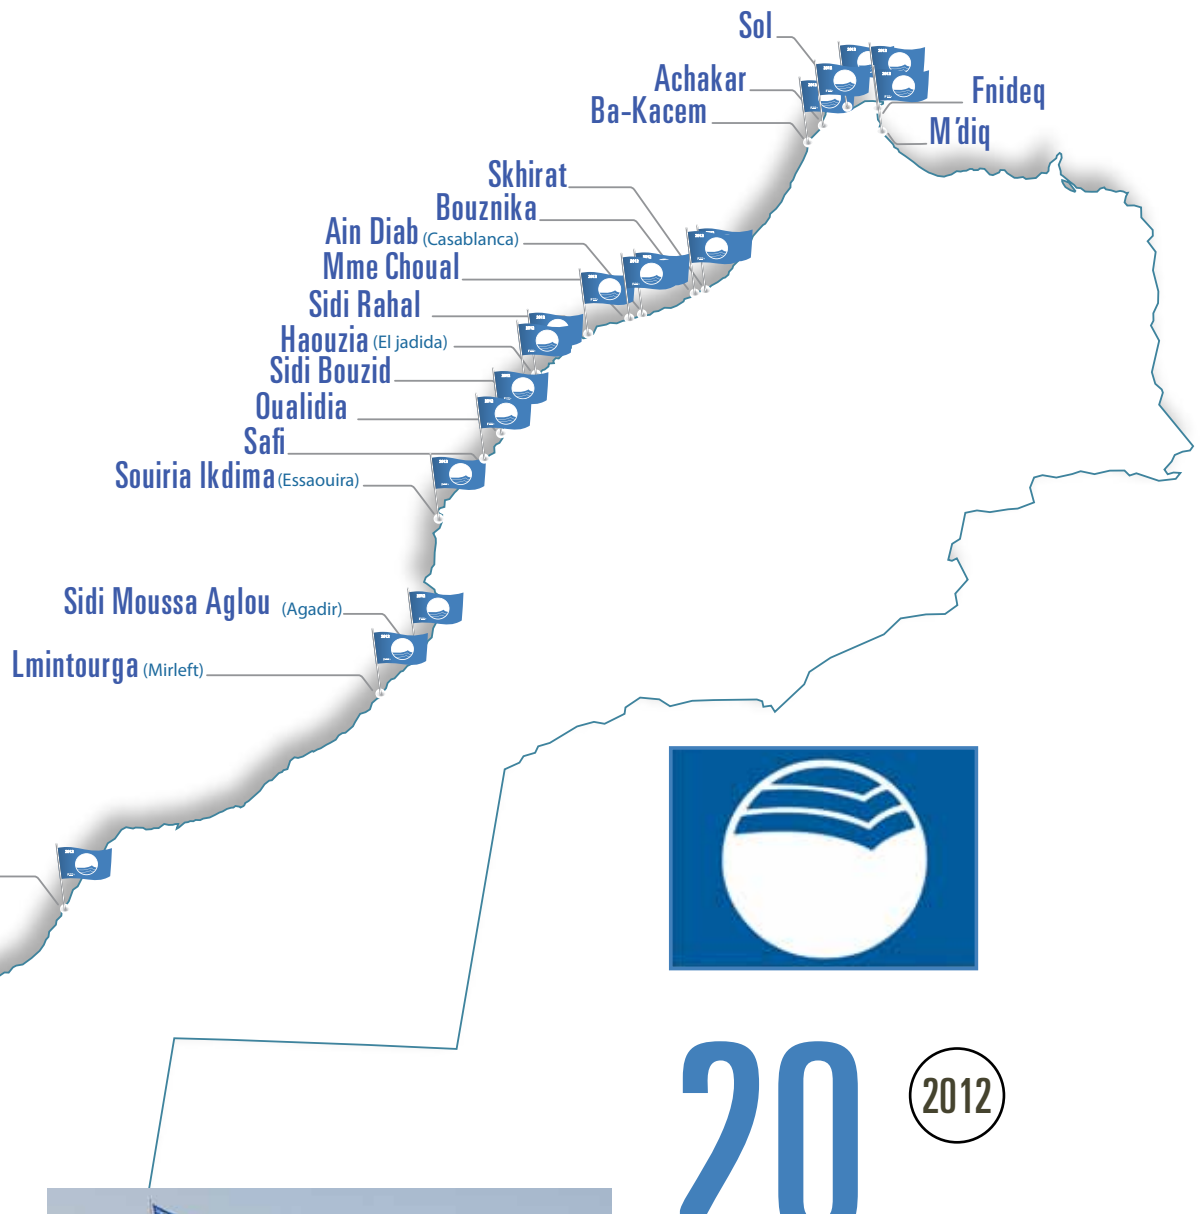 Sol
Achakar
Fnideq
Ba-Kacem
M'diq
Skhirat
Bouznika
Ain Diab (Casablanca)
Mme Choual
Sidi Rahal
Haouzia (El jadida)
Sidi Bouzid
Oualidia
Safi
Souiria Ikdima (Essaouira)
Sidi Moussa Aglou (Agadir)
Lmintourga (Mirleft)
20
2012